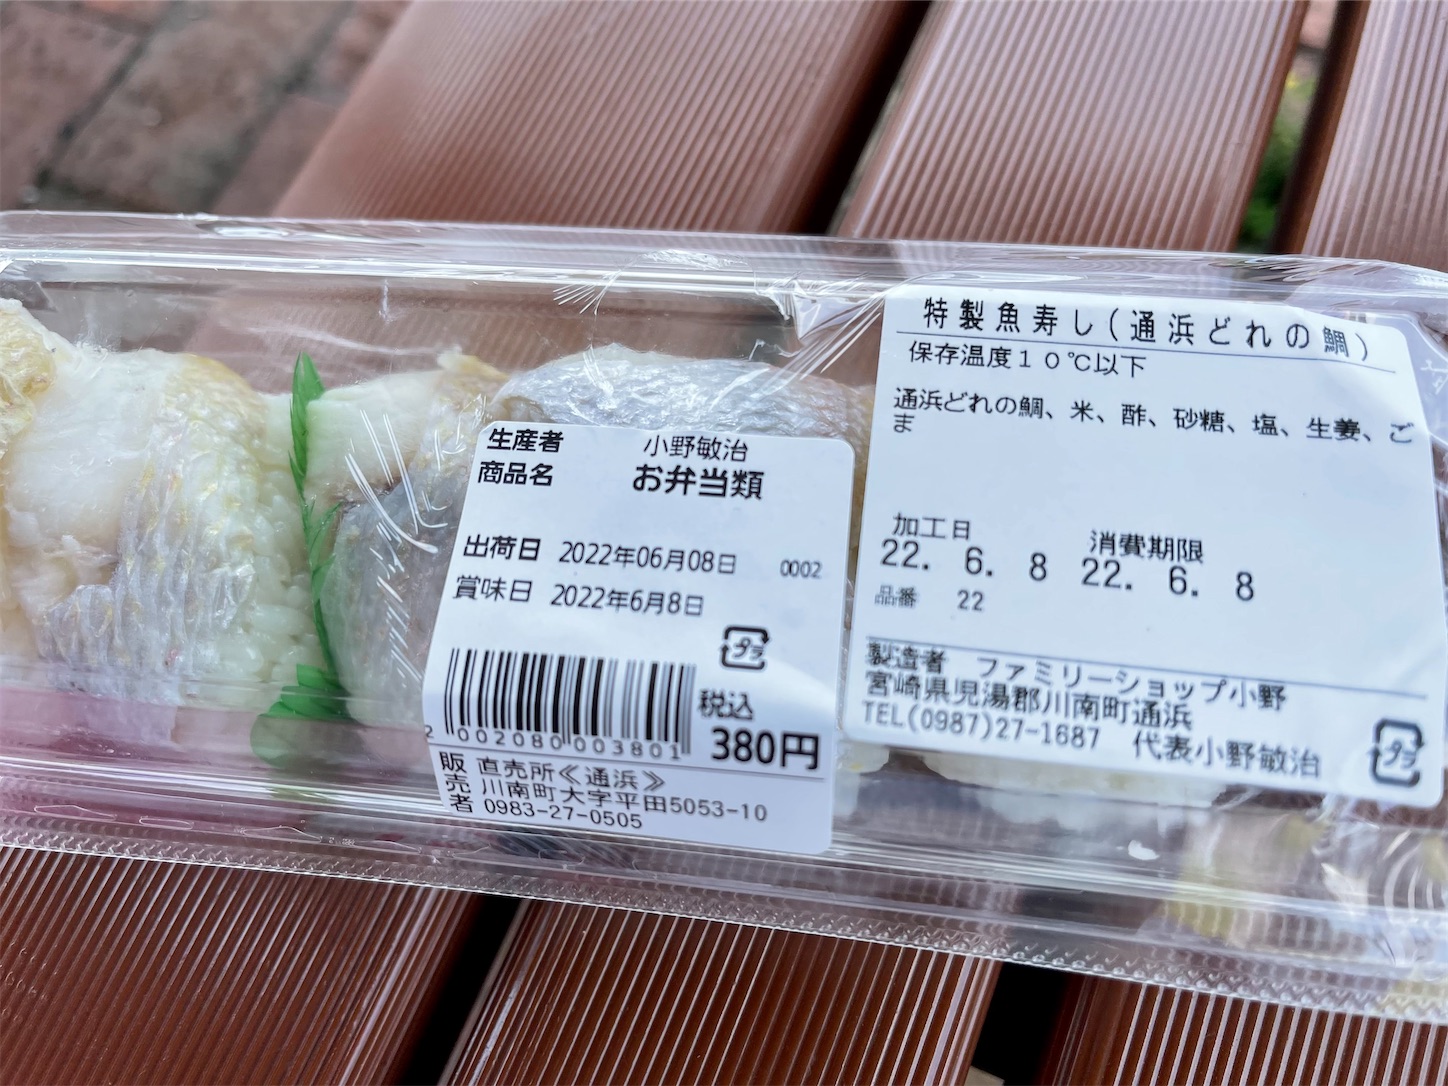 特製魚寿し(通浜どれの鯛)
保存温度10℃以下
通浜どれの鯛、米、酢、砂糖、塩、生姜、ご
ま
加工日 消費期限
22. 6. 8 22. 6. 8
品番 22
製造者 ファミリーショップ小野
宮崎県児湯郡川南町通浜
TEL(0987)27-1687 代表小野敏治
プラ
生産者 小野敏治
商品名 お弁当類
出荷日 2022年06月08日 0002
賞味日 2022年6月8日
プラ
税込
2 002080 003801 380円
販売者 直売所≪通浜≫
川南町大字平田5053-10
0983-27-0505